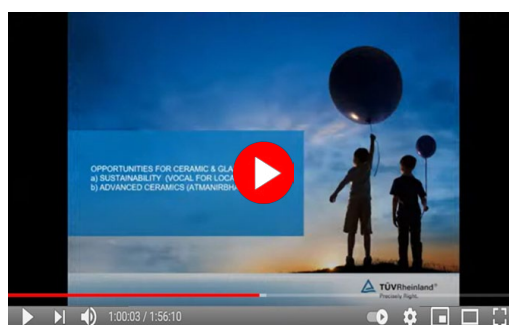 OPPORTUNITIES FOR CERAMIC & GLA
a) SUSTAINABILITY (VOCAL FOR LOCA
b) ADVANCED CERAMICS (ATMANIRBHA
TÜVRheinland®
Precisely Right.
1:00:03 / 1:56:10